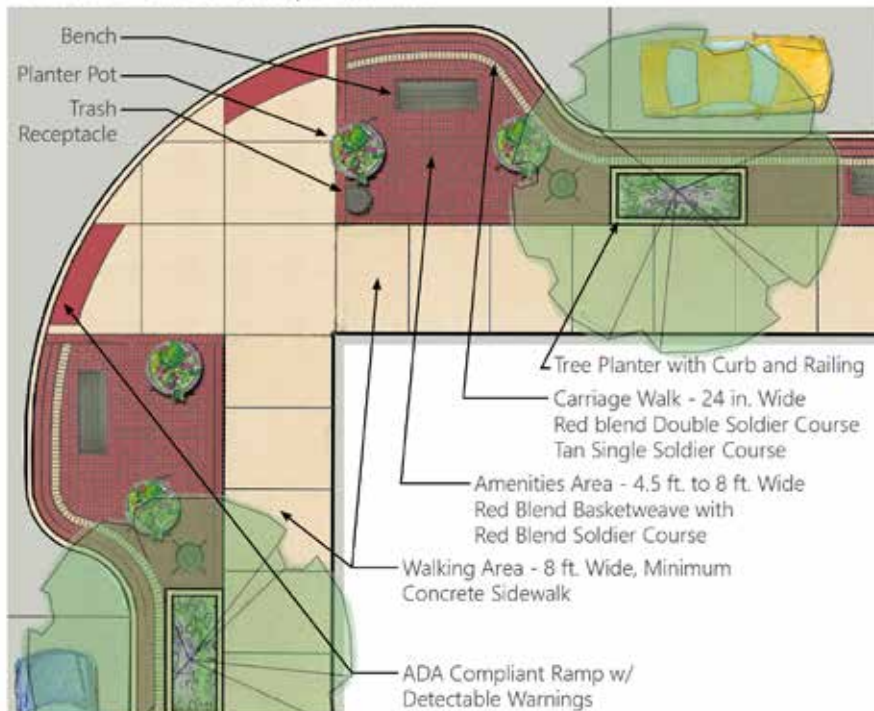 Bench
Planter Pot
Trash
Receptacle
Tree Planter with Curb and Railing
Carriage Walk - 24 in. Wide
Red blend Double Soldier Course
Tan Single Soldier Course
Amenities Area - 4.5 ft. to 8 ft. Wide
Red Blend Basketweave with
Red Blend Soldier Course
Walking Area - 8 ft. Wide, Minimum
Concrete Sidewalk
ADA Compliant Ramp w/
Detectable Warnings